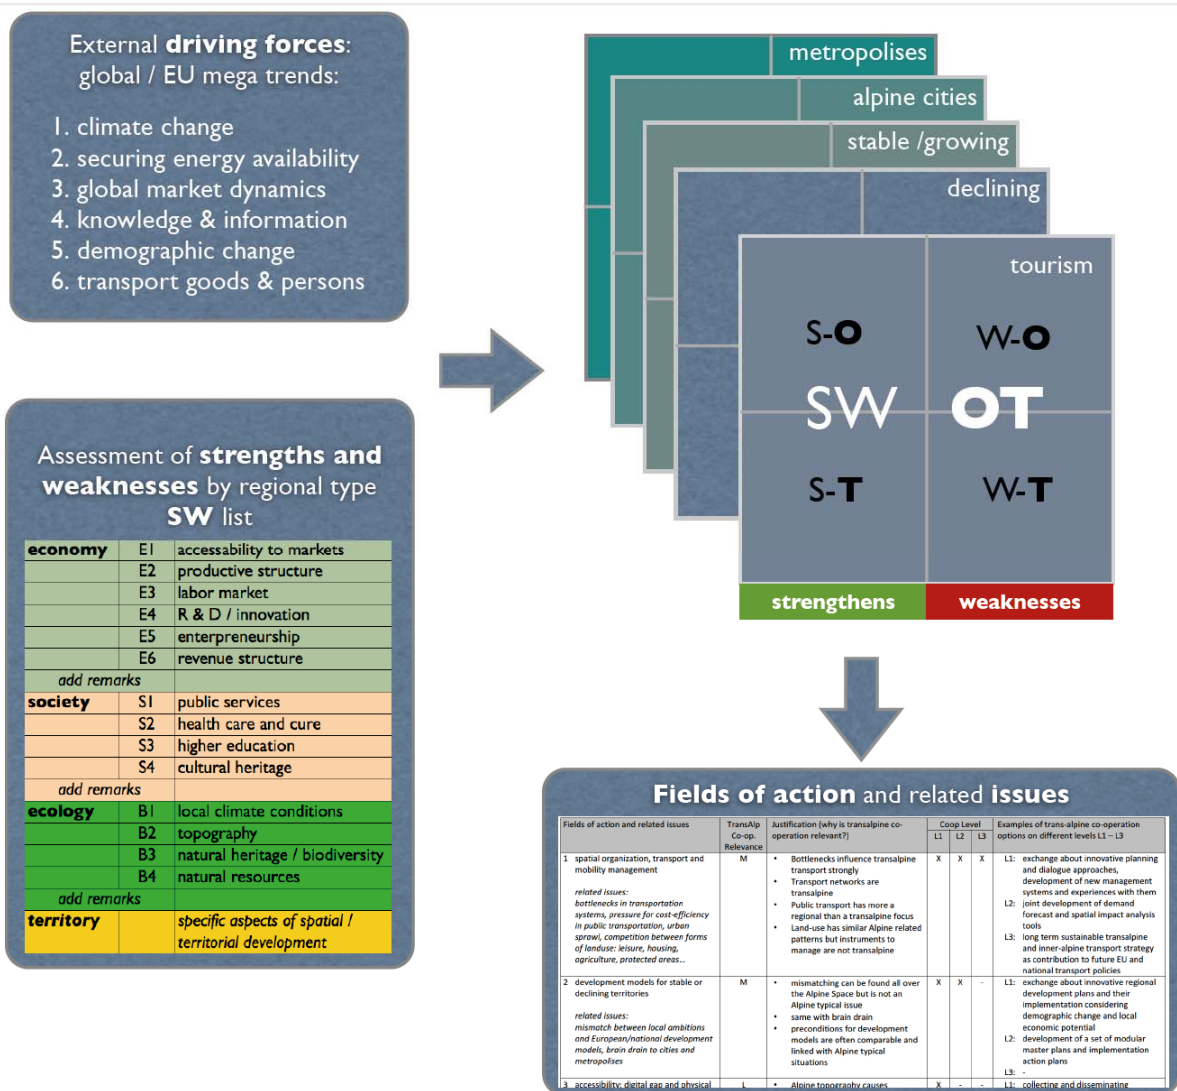 External driving forces:
global / EU mega trends:
1. climate change
2. securing energy availability
3. global market dynamics
4. knowledge & information
5. demographic change
6. transport goods & persons
metropolises
alpine cities
stable /growing
declining
tourism
S-O
W-O
SW OT
S-T
W-T
strengthens
weaknesses
Assessment of strengths and
weaknesses by regional type
SW list
economy E1 accessability to markets
E2 productive structure
E3 labor market
E4 R & D / innovation
E5 enterpreneurship
E6 revenue structure
add remarks
society S1 public services
S2 health care and cure
S3 higher education
S4 cultural heritage
add remarks
ecology B1 local climate conditions
B2 topography
B3 natural heritage / biodiversity
B4 natural resources
add remarks
territory specific aspects of spatial /
territorial development
Fields of action and related issues
Fields of action and related issues
TransAlp
Co-op.
Relevance
Justification (why is transalpine co-
operation relevant?)
Coop Level
L1 L2 L3
Examples of trans-alpine co-operation
options on different levels L1 – L3
1 spatial organization, transport and
mobility management
related issues:
bottlenecks in transportation
systems, pressure for cost-efficiency
in public transportation, urban
sprawl, competition between forms
of landuse: leisure, housing,
agriculture, protected areas...
M
• Bottlenecks influence transalpine
transport strongly
• Transport networks are
transalpine
• Public transport has more a
regional than a transalpine focus
• Land-use has similar Alpine related
patterns but instruments to
manage are not transalpine
X X X
L1: exchange about innovative planning
and dialogue approaches,
development of new management
systems and experiences with them
L2: joint development of demand
forecast and spatial impact analysis
tools
L3: long term sustainable transalpine
and inner-alpine transport strategy
as contribution to future EU and
national transport policies
2 development models for stable or
declining territories
related issues:
mismatch between local ambitions
and European/national development
models, brain drain to cities and
metropolises
M
• mismatching can be found all over
the Alpine Space but is not an
Alpine typical issue
• same with brain drain
• preconditions for development
models are often comparable and
linked with Alpine typical
situations
X X -
L1: exchange about innovative regional
development plans and their
implementation considering
demographic change and local
economic potential
L2: development of a set of modular
master plans and implementation
action plans
L3: -
3 accessibility: digital gap and physical
L
• Alpine topography causes
X - -
L1: collecting and disseminating